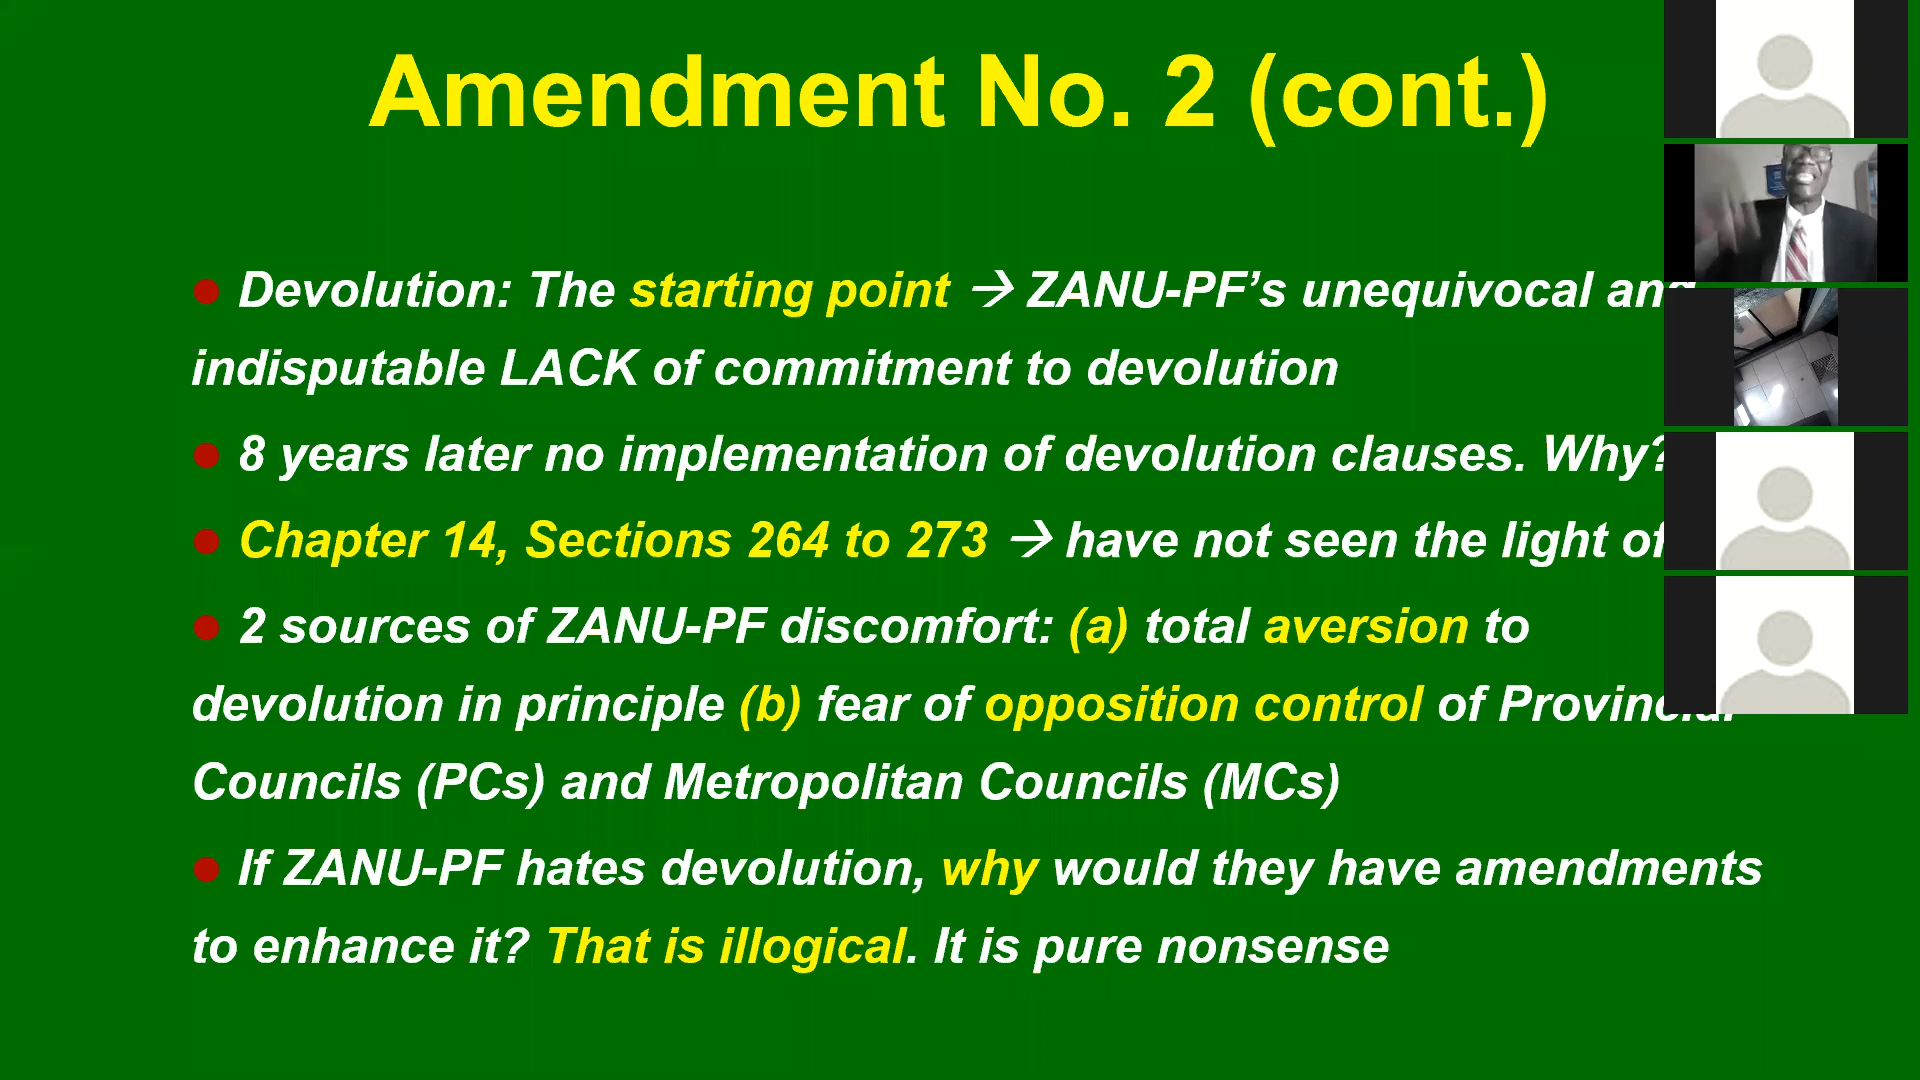 Amendment No. 2 (cont.)
● Devolution: The starting point → ZANU-PF’s unequivocal and
indisputable LACK of commitment to devolution
● 8 years later no implementation of devolution clauses. Why?
● Chapter 14, Sections 264 to 273 → have not seen the light of
● 2 sources of ZANU-PF discomfort: (a) total aversion to
devolution in principle (b) fear of opposition control of Provincial
Councils (PCs) and Metropolitan Councils (MCs)
● If ZANU-PF hates devolution, why would they have amendments
to enhance it? That is illogical. It is pure nonsense